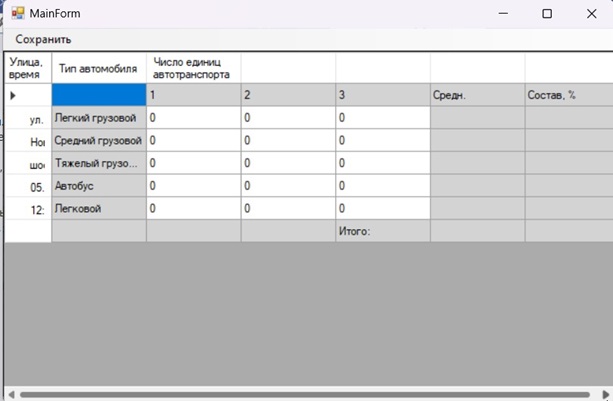 MainForm
Сохранить
Улица, время
Тип автомобиля
Число единиц автотранспорта
1 2 3 Средн. Состав, %
ул. Легкий грузовой 0 0 0
Средний грузовой 0 0 0
Тяжелый грузо... 0 0 0
05. Автобус 0 0 0
12: Легковой 0 0 0
Итого: